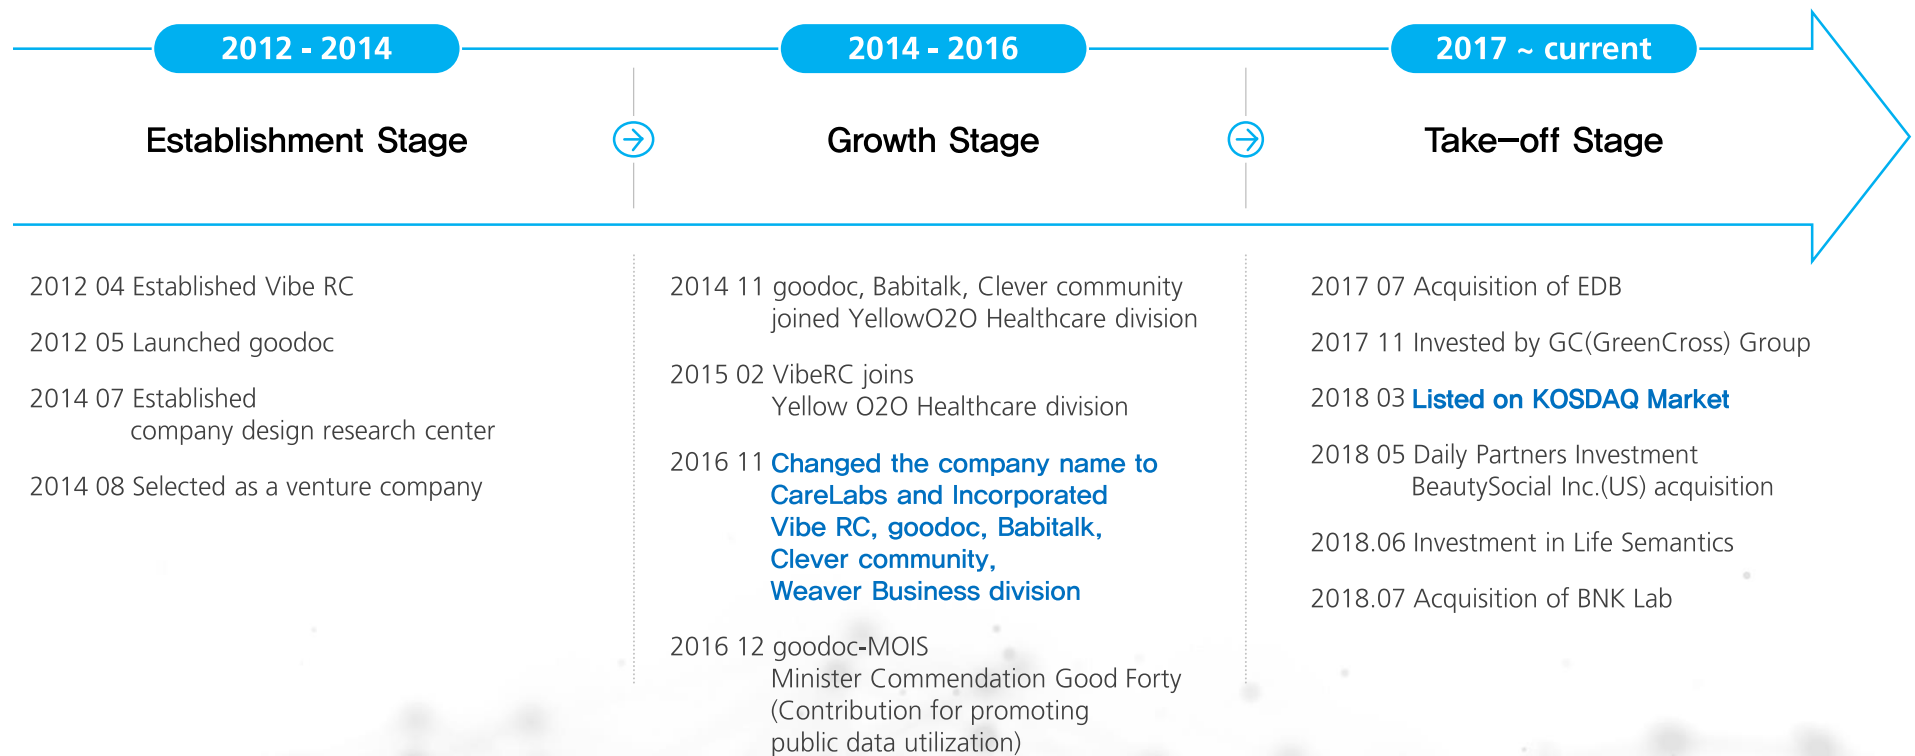 2012 - 2014
Establishment Stage
2012 04 Established Vibe RC
2012 05 Launched goodoc
2014 07 Established
company design research center
2014 08 Selected as a venture company
2014 - 2016
Growth Stage
2014 11 goodoc, Babitalk, Clever community
joined YellowO2O Healthcare division
2015 02 VibeRC joins
Yellow O2O Healthcare division
2016 11 Changed the company name to
CareLabs and Incorporated
Vibe RC, goodoc, Babitalk,
Clever community,
Weaver Business division
2016 12 goodoc-MOIS
Minister Commendation Good Forty
(Contribution for promoting
public data utilization)
2017 ~ current
Take-off Stage
2017 07 Acquisition of EDB
2017 11 Invested by GC(GreenCross) Group
2018 03 Listed on KOSDAQ Market
2018 05 Daily Partners Investment
BeautySocial Inc.(US) acquisition
2018.06 Investment in Life Semantics
2018.07 Acquisition of BNK Lab